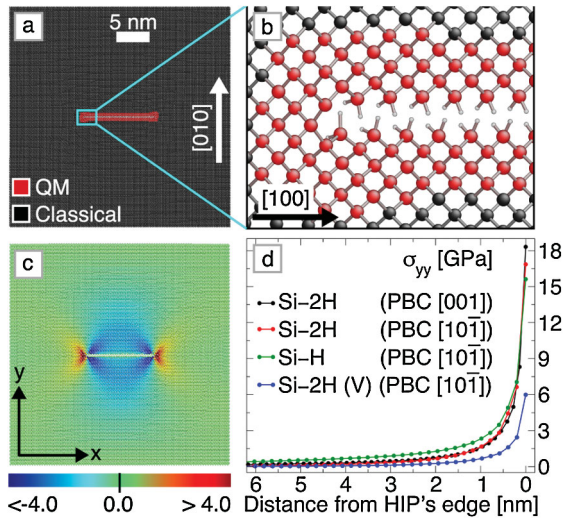 a
5 nm
[010]
QM
Classical
b
[100]
c
y
x
<-4.0
0
> 4.0
d
σyy [GPa]
Si-2H (PBC [001])
Si-2H (PBC [101̄])
Si-H (PBC [101̄])
Si-2H (V) (PBC [101̄])
18
15
12
9
6
3
0
6 5 4 3 2 1 0
Distance from HIP's edge [nm]